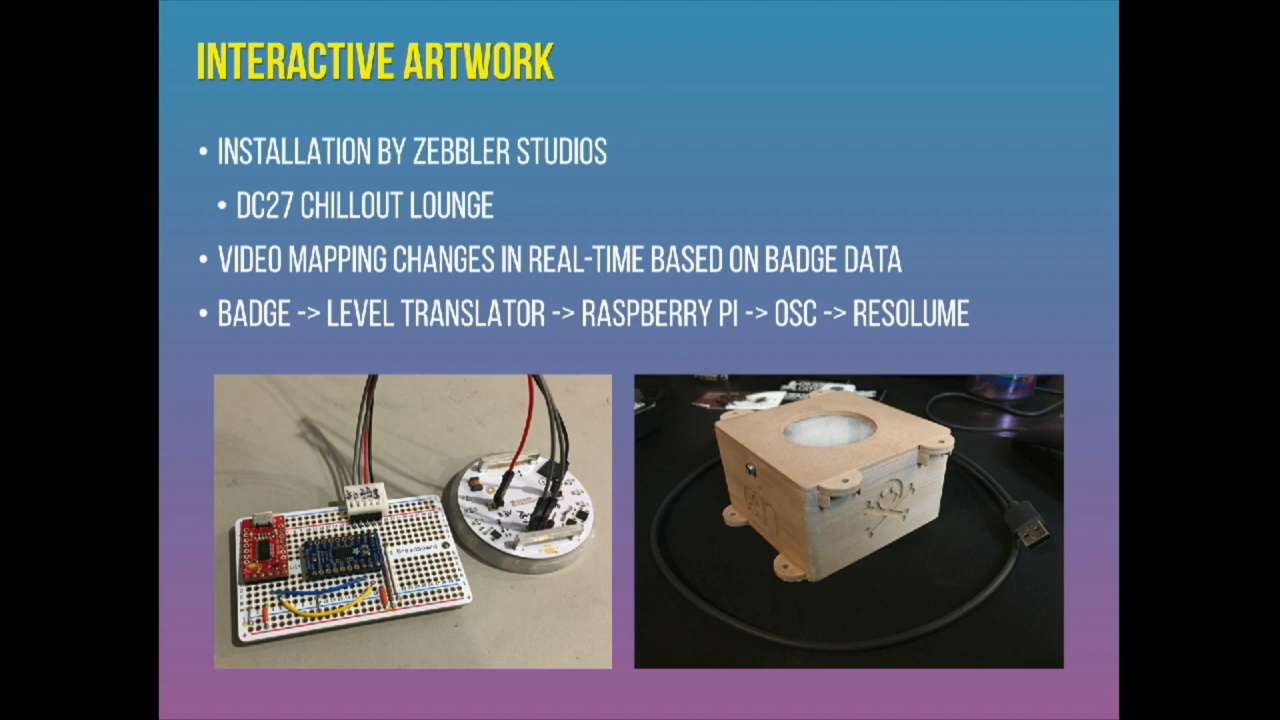 INTERACTIVE ARTWORK
• INSTALLATION BY ZEBBLER STUDIOS
• DC27 CHILLOUT LOUNGE
• VIDEO MAPPING CHANGES IN REAL-TIME BASED ON BADGE DATA
• BADGE -> LEVEL TRANSLATOR -> RASPBERRY PI -> OSC -> RESOLUME